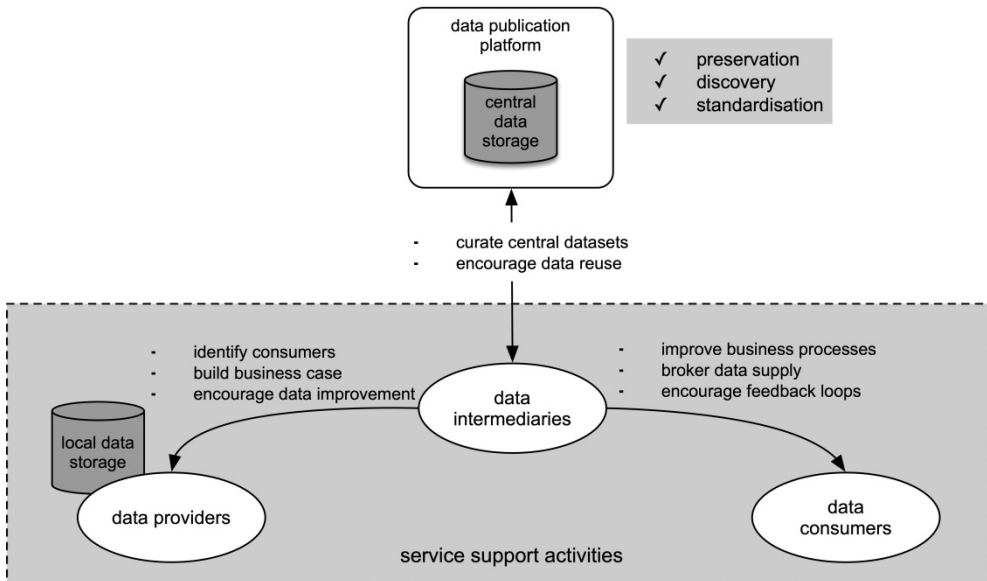 data publication
platform
central
data
storage
✓ preservation
✓ discovery
✓ standardisation
- curate central datasets
- encourage data reuse
- identify consumers
- build business case
- encourage data improvement
- improve business processes
- broker data supply
- encourage feedback loops
data
intermediaries
local data
storage
data providers
data
consumers
service support activities